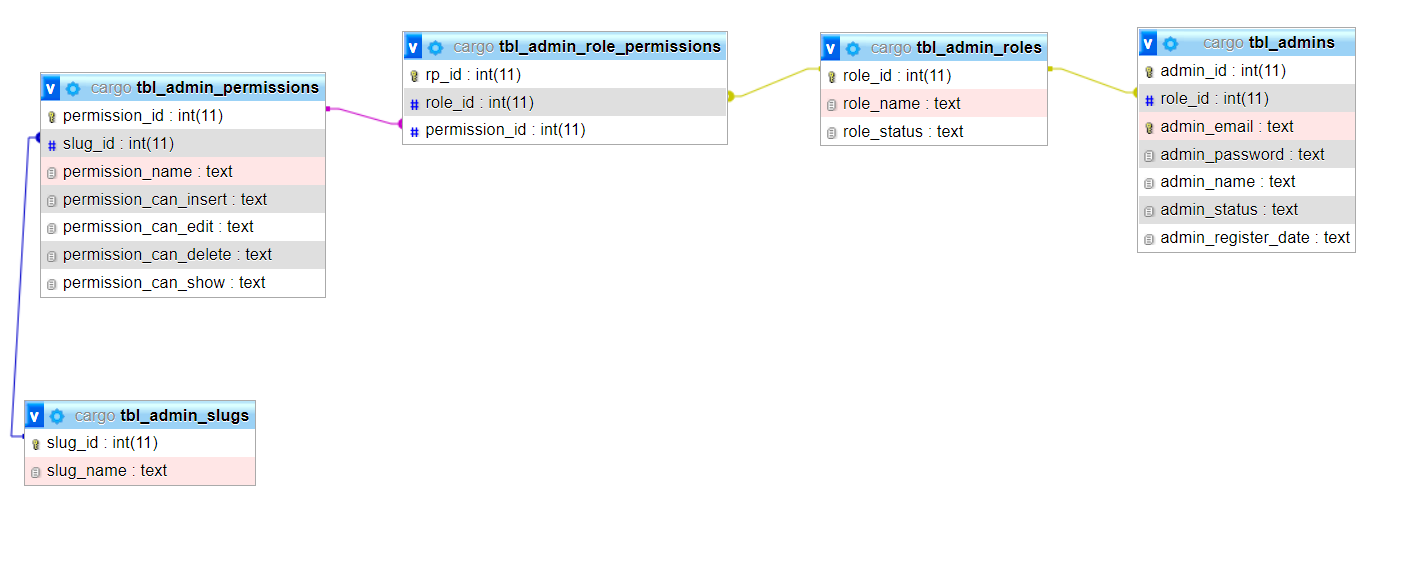 v cargo tbl_admin_permissions
permission_id : int(11)
# slug_id : int(11)
permission_name : text
permission_can_insert : text
permission_can_edit : text
permission_can_delete : text
permission_can_show : text
v cargo tbl_admin_role_permissions
rp_id : int(11)
# role_id : int(11)
# permission_id : int(11)
v cargo tbl_admin_roles
role_id : int(11)
role_name : text
role_status : text
v cargo tbl_admins
admin_id : int(11)
# role_id : int(11)
admin_email : text
admin_password : text
admin_name : text
admin_status : text
admin_register_date : text
v cargo tbl_admin_slugs
slug_id : int(11)
slug_name : text